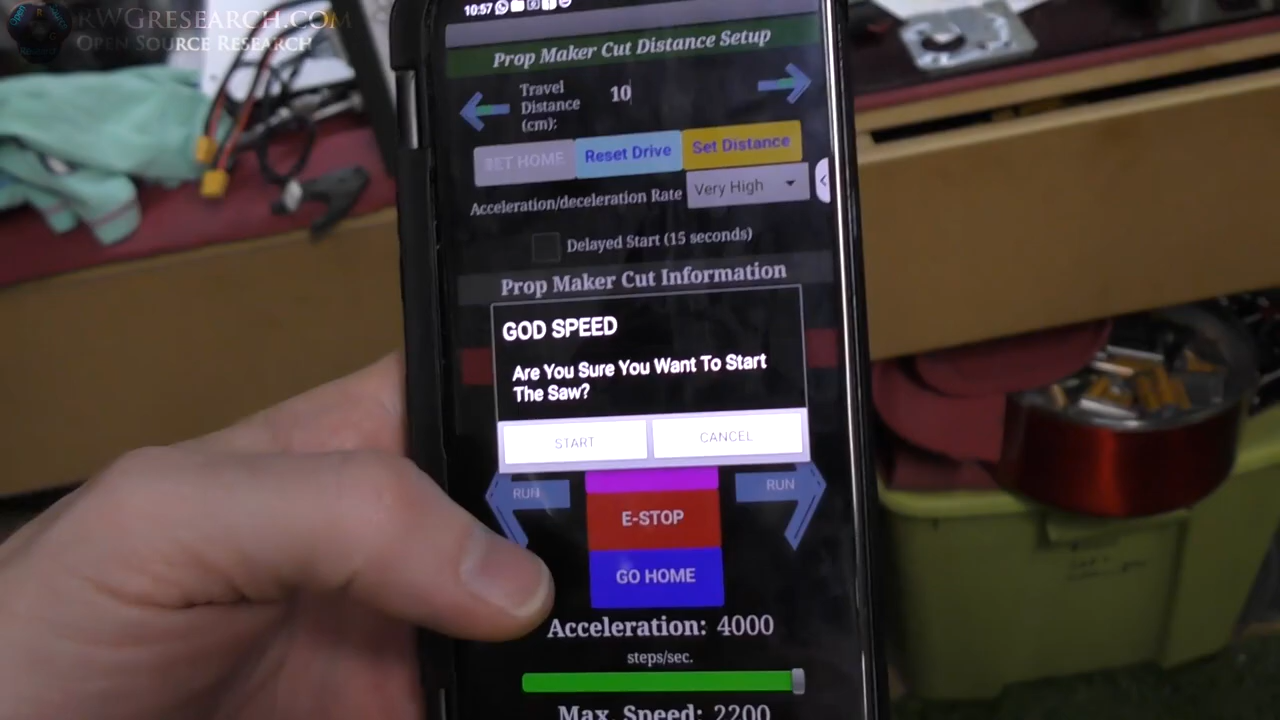 RWGRESEARCH.COM
OPEN SOURCE RESEARCH
10:57
Prop Maker Cut Distance Setup
Travel
Distance
(cm):
10
SET HOME
Reset Drive
Set Distance
Acceleration/deceleration Rate
Very High
Delayed Start (15 seconds)
Prop Maker Cut Information
GOD SPEED
Are You Sure You Want To Start
The Saw?
START
CANCEL
RUN
RUN
E-STOP
GO HOME
Acceleration: 4000
steps/sec.
Max. Speed: 2200